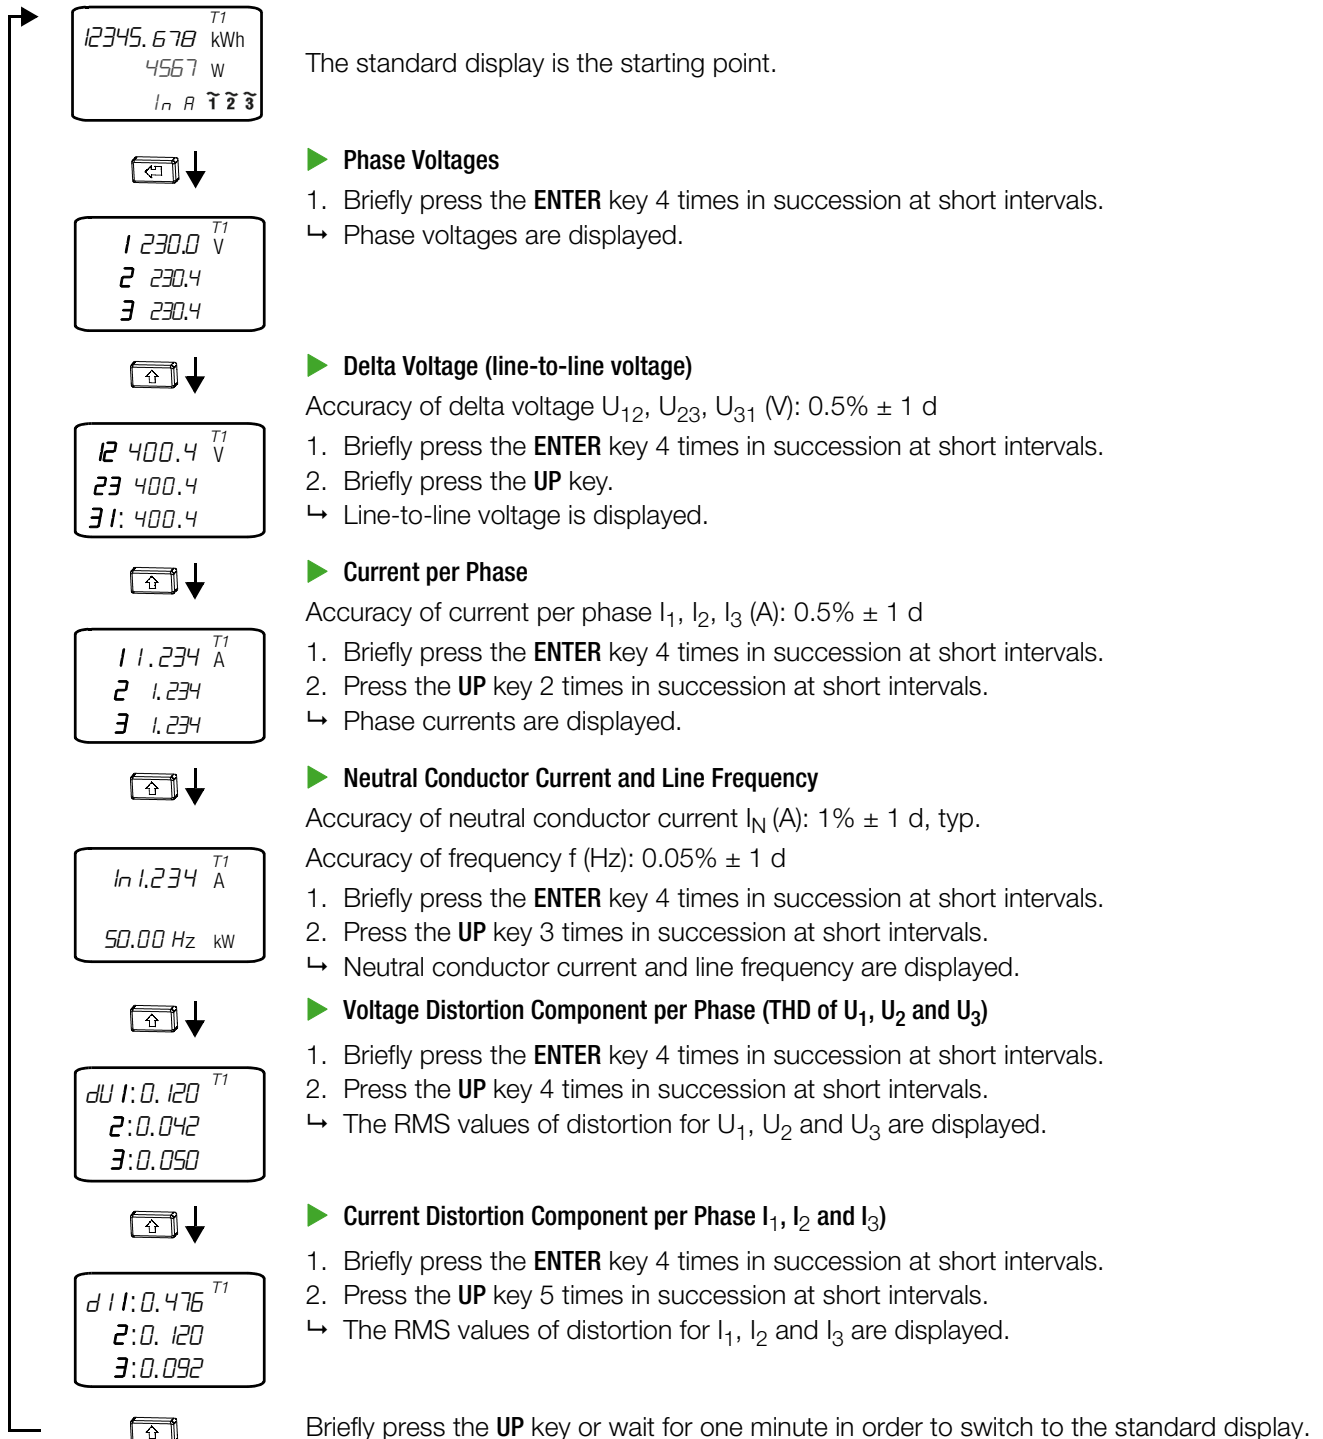 T1
12345.678 kWh
4567 W
In A 1̃ 2̃ 3̃
The standard display is the starting point.
Phase Voltages
1. Briefly press the ENTER key 4 times in succession at short intervals.
↳ Phase voltages are displayed.
T1
1 230.0 V
2 230.4
3 230.4
Delta Voltage (line-to-line voltage)
Accuracy of delta voltage U12, U23, U31 (V): 0.5% ± 1 d
1. Briefly press the ENTER key 4 times in succession at short intervals.
2. Briefly press the UP key.
↳ Line-to-line voltage is displayed.
T1
12 400.4 V
23 400.4
31: 400.4
Current per Phase
Accuracy of current per phase I1, I2, I3 (A): 0.5% ± 1 d
1. Briefly press the ENTER key 4 times in succession at short intervals.
2. Press the UP key 2 times in succession at short intervals.
↳ Phase currents are displayed.
T1
1 1.234 A
2 1.234
3 1.234
Neutral Conductor Current and Line Frequency
Accuracy of neutral conductor current IN (A): 1% ± 1 d, typ.
Accuracy of frequency f (Hz): 0.05% ± 1 d
1. Briefly press the ENTER key 4 times in succession at short intervals.
2. Press the UP key 3 times in succession at short intervals.
↳ Neutral conductor current and line frequency are displayed.
T1
In 1.234 A
50.00 Hz kW
Voltage Distortion Component per Phase (THD of U1, U2 and U3)
1. Briefly press the ENTER key 4 times in succession at short intervals.
2. Press the UP key 4 times in succession at short intervals.
↳ The RMS values of distortion for U1, U2 and U3 are displayed.
T1
dU 1:0.120
2:0.042
3:0.050
Current Distortion Component per Phase I1, I2 and I3)
1. Briefly press the ENTER key 4 times in succession at short intervals.
2. Press the UP key 5 times in succession at short intervals.
↳ The RMS values of distortion for I1, I2 and I3 are displayed.
T1
dI 1:0.476
2:0.120
3:0.092
Briefly press the UP key or wait for one minute in order to switch to the standard display.